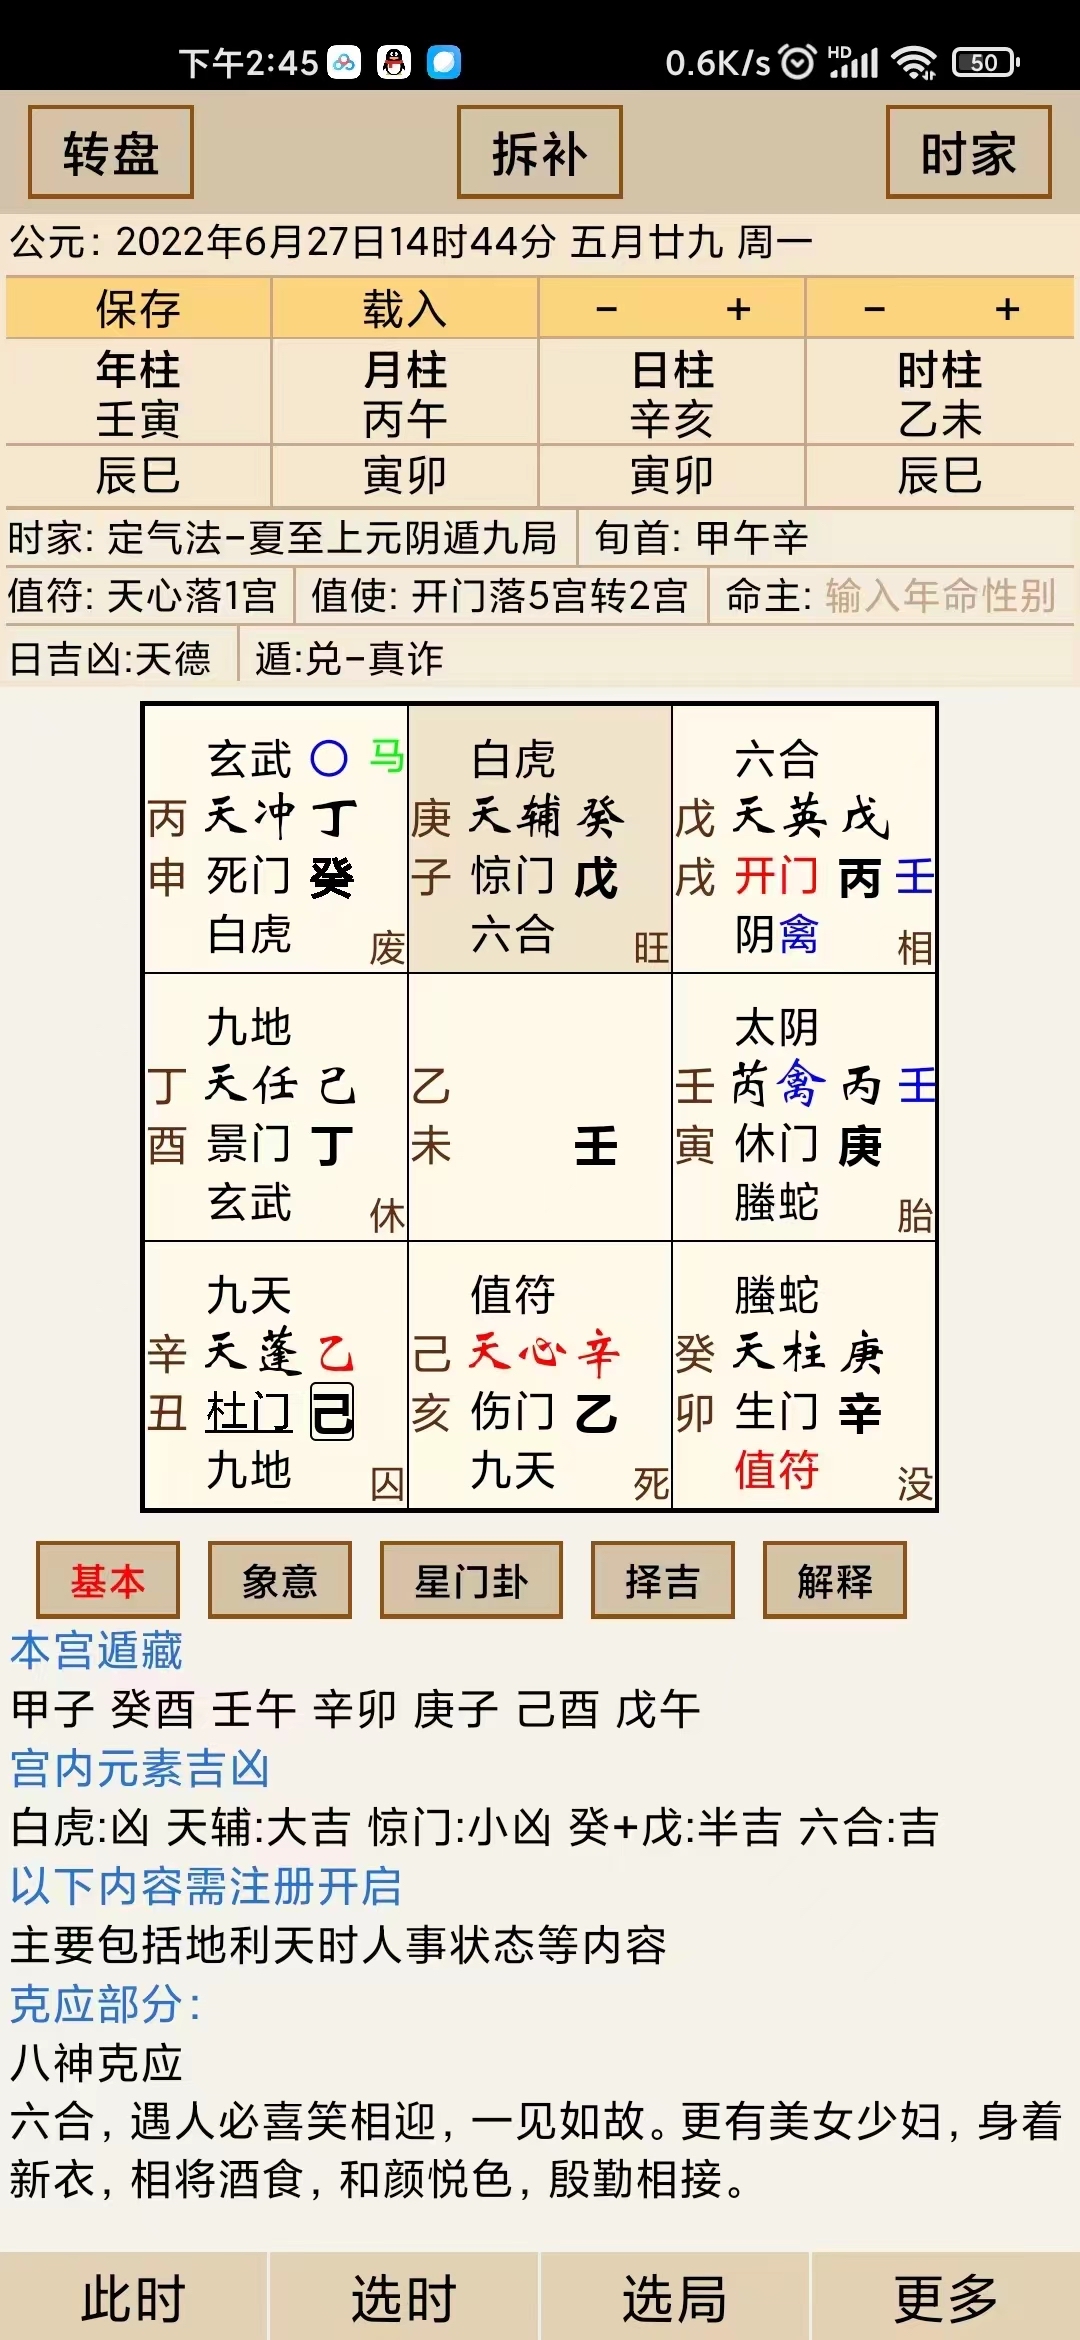 下午2:45 0.6K/s HD 50
转盘 拆补 时家
公元: 2022年6月27日14时44分 五月廿九 周一
保存 载入 - + - +
年柱 月柱 日柱 时柱
壬寅 丙午 辛亥 乙未
辰巳 寅卯 寅卯 辰巳
时家: 定气法-夏至上元阴遁九局 旬首: 甲午辛
值符: 天心落1宫 值使: 开门落5宫转2宫 命主: 输入年命性别
日吉凶:天德 遁:兑-真诈
玄武 〇 马 白虎 六合
丙 天冲 丁 庚 天辅 癸 戊 天英 戊
申 死门 癸 子 惊门 戊 戌 开门 丙 壬
白虎 废 六合 旺 阴禽 相
九地 太阴
丁 天任 己 乙 壬 芮禽 丙 壬
酉 景门 丁 未 壬 寅 休门 庚
玄武 休 螣蛇 胎
九天 值符 螣蛇
辛 天蓬 乙 己 天心 辛 癸 天柱 庚
丑 杜门 己 亥 伤门 乙 卯 生门 辛
九地 囚 九天 死 值符 没
基本 象意 星门卦 择吉 解释
本宫遁藏
甲子 癸酉 壬午 辛卯 庚子 己酉 戊午
宫内元素吉凶
白虎:凶 天辅:大吉 惊门:小凶 癸+戊:半吉 六合:吉
以下内容需注册开启
主要包括地利天时人事状态等内容
克应部分:
八神克应
六合, 遇人必喜笑相迎, 一见如故。更有美女少妇, 身着
新衣, 相将酒食, 和颜悦色, 殷勤相接。
此时 选时 选局 更多